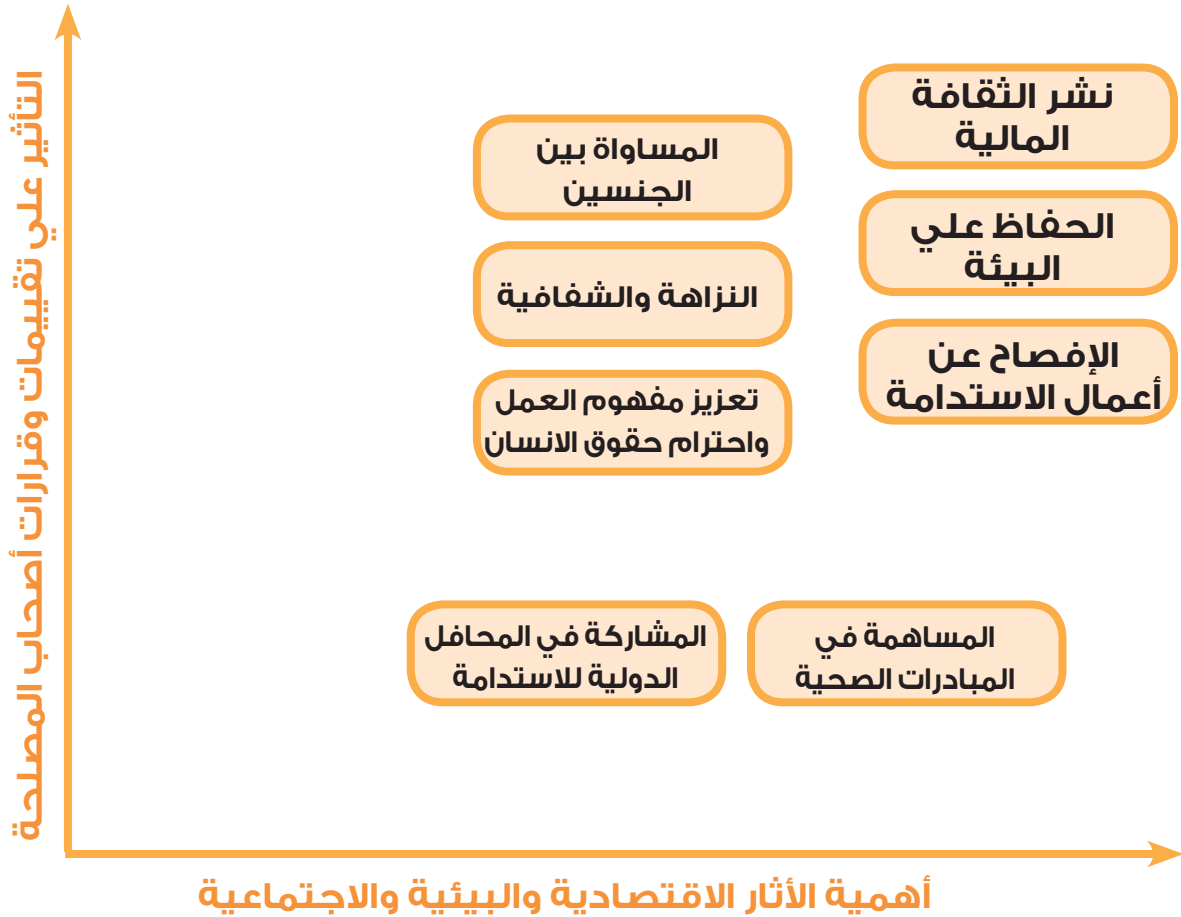 التأثير علي تقييمات وقرارات أصحاب المصلحة
نشر الثقافة
المالية
الحفاظ علي
البيئة
الإفصاح عن
أعمال الاستدامة
المساواة بين
الجنسين
النزاهة والشفافية
تعزيز مفهوم العمل
واحترام حقوق الانسان
المساهمة في
المبادرات الصحية
المشاركة في المحافل
الدولية للاستدامة
أهمية الأثار الاقتصادية والبيئية والاجتماعية